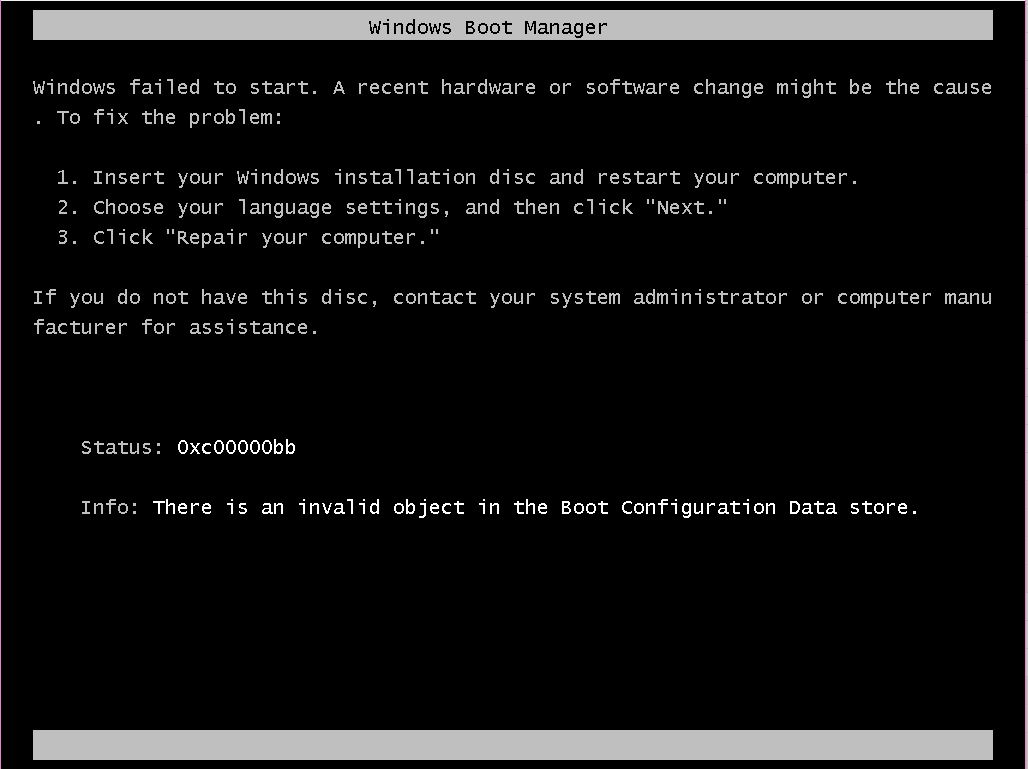 Windows Boot Manager
Windows failed to start. A recent hardware or software change might be the cause
. To fix the problem:
1. Insert your Windows installation disc and restart your computer.
2. Choose your language settings, and then click "Next."
3. Click "Repair your computer."
If you do not have this disc, contact your system administrator or computer manu
facturer for assistance.
Status: 0xc00000bb
Info: There is an invalid object in the Boot Configuration Data store.